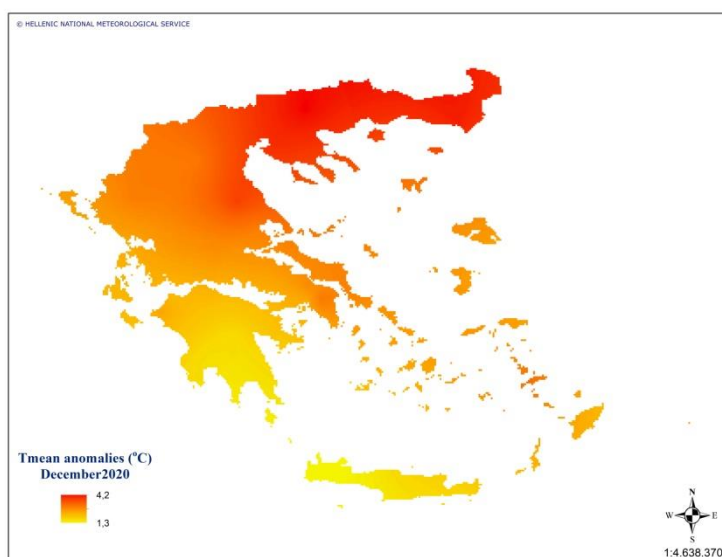 © HELLENIC NATIONAL METEOROLOGICAL SERVICE
Tmean anomalies (°C)
December2020
4,2
1,3
N
W E
S
1:4.638.370